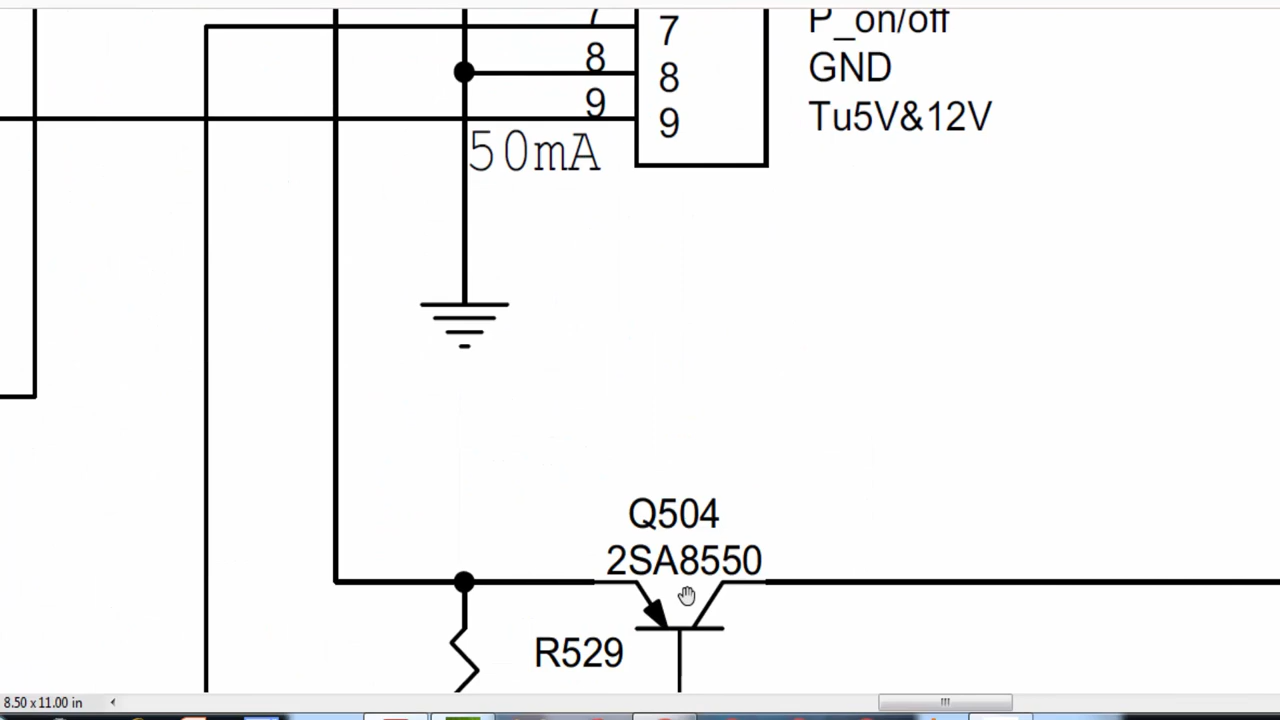 7
7
P_on/off
8
8
GND
9
9
Tu5V&12V
50mA
Q504
2SA8550
R529
8.50 x 11.00 in